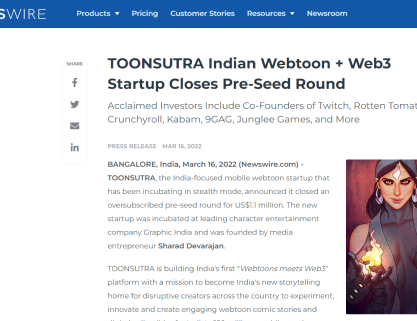 SWIRE
Products Pricing Customer Stories Resources Newsroom
SHARE
TOONSUTRA Indian Webtoon + Web3
Startup Closes Pre-Seed Round
Acclaimed Investors Include Co-Founders of Twitch, Rotten Tomat
Crunchyroll, Kabam, 9GAG, Junglee Games, and More
PRESS RELEASE MAR 16, 2022
BANGALORE, India, March 16, 2022 (Newswire.com) -
TOONSUTRA, the India-focused mobile webtoon startup that
has been incubating in stealth mode, announced it closed an
oversubscribed pre-seed round for US$1.1 million. The new
startup was incubated at leading character entertainment
company Graphic India and was founded by media
entrepreneur Sharad Devarajan.
TOONSUTRA is building India's first "Webtoons meets Web3"
platform with a mission to become India's new storytelling
home for disruptive creators across the country to experiment,
innovate and create engaging webtoon comic stories and